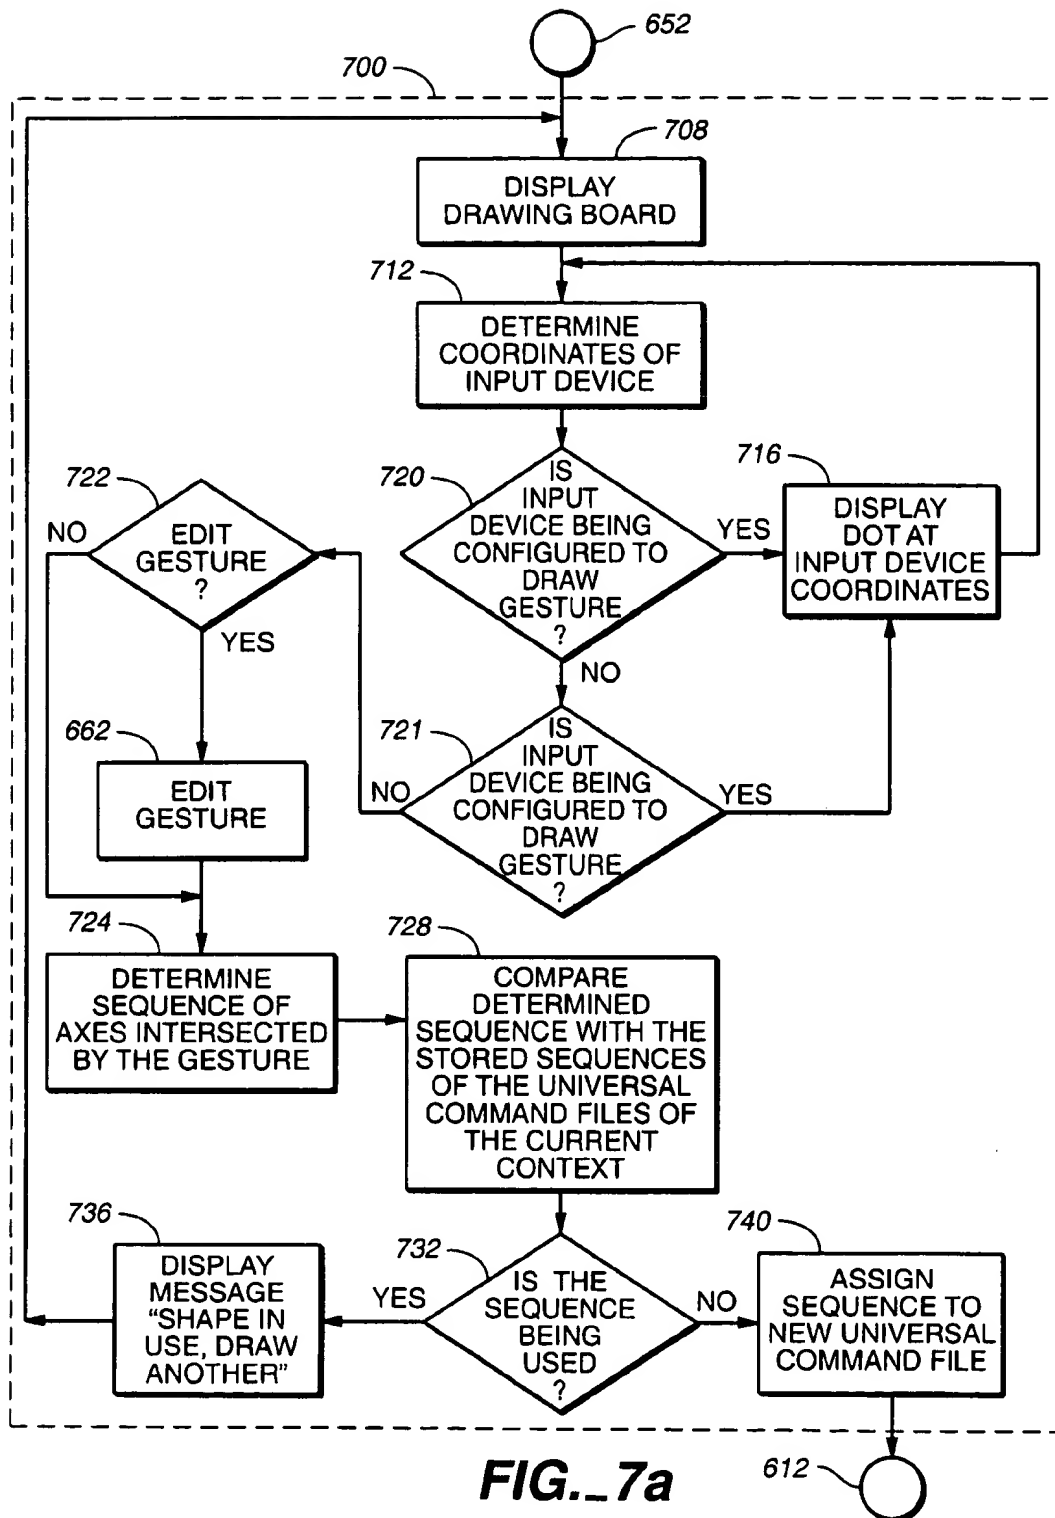 652
700
708
DISPLAY
DRAWING BOARD
712
DETERMINE
COORDINATES OF
INPUT DEVICE
720
IS
INPUT
DEVICE BEING
CONFIGURED TO
DRAW
GESTURE
?
YES
NO
716
DISPLAY
DOT AT
INPUT DEVICE
COORDINATES
722
NO
EDIT
GESTURE
?
YES
721
IS
INPUT
DEVICE BEING
CONFIGURED TO
DRAW
GESTURE
?
NO
YES
662
EDIT
GESTURE
724
DETERMINE
SEQUENCE OF
AXES INTERSECTED
BY THE GESTURE
728
COMPARE
DETERMINED
SEQUENCE WITH THE
STORED SEQUENCES
OF THE UNIVERSAL
COMMAND FILES OF
THE CURRENT
CONTEXT
736
DISPLAY
MESSAGE
“SHAPE IN
USE, DRAW
ANOTHER”
732
YES
IS THE
SEQUENCE
BEING
USED
?
NO
740
ASSIGN
SEQUENCE TO
NEW UNIVERSAL
COMMAND FILE
612
FIG._7a